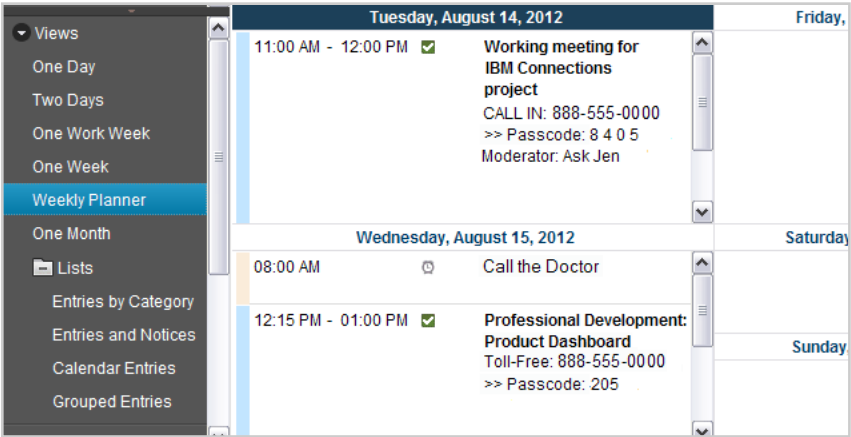 Views
One Day
Two Days
One Work Week
One Week
Weekly Planner
One Month
Lists
Entries by Category
Entries and Notices
Calendar Entries
Grouped Entries
Tuesday, August 14, 2012
11:00 AM - 12:00 PM
Working meeting for
IBM Connections
project
CALL IN: 888-555-0000
>> Passcode: 8 4 0 5
Moderator: Ask Jen
Wednesday, August 15, 2012
08:00 AM
Call the Doctor
12:15 PM - 01:00 PM
Professional Development:
Product Dashboard
Toll-Free: 888-555-0000
>> Passcode: 205
Friday,
Saturday
Sunday,